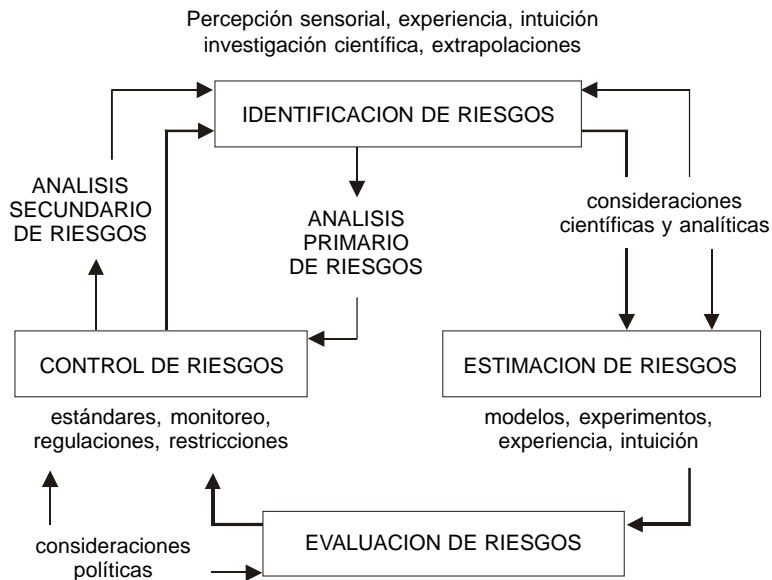 Percepción sensorial, experiencia, intuición
investigación científica, extrapolaciones
IDENTIFICACION DE RIESGOS
ANALISIS
SECUNDARIO
DE RIESGOS
ANALISIS
PRIMARIO
DE RIESGOS
consideraciones
científicas y analíticas
CONTROL DE RIESGOS
ESTIMACION DE RIESGOS
estándares, monitoreo,
regulaciones, restricciones
modelos, experimentos,
experiencia, intuición
consideraciones
políticas
EVALUACION DE RIESGOS